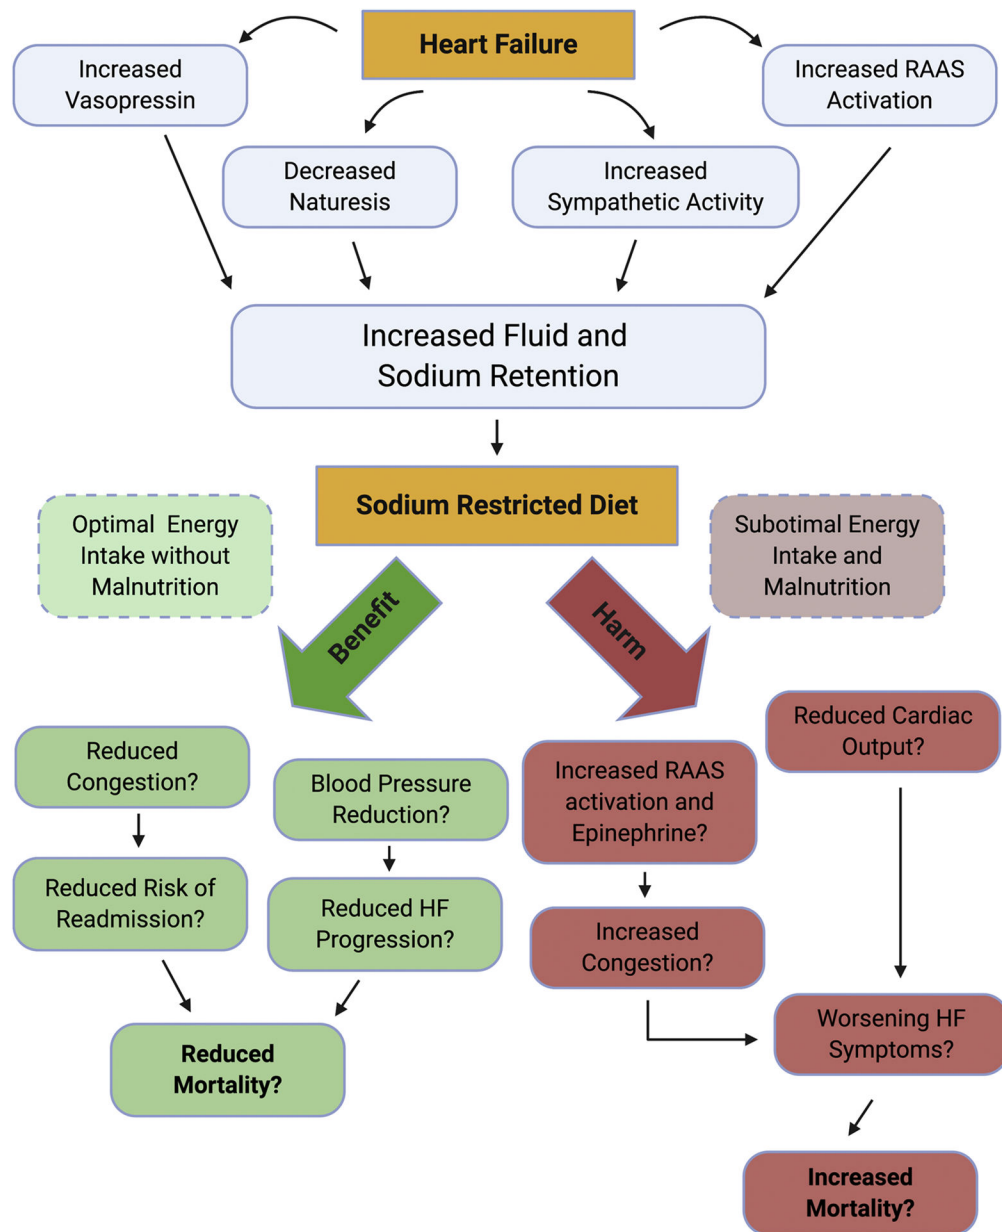 Heart Failure
Increased
Vasopressin
Increased RAAS
Activation
Decreased
Naturesis
Increased
Sympathetic Activity
Increased Fluid and
Sodium Retention
Sodium Restricted Diet
Optimal Energy
Intake without
Malnutrition
Subotimal Energy
Intake and
Malnutrition
Benefit
Harm
Reduced
Congestion?
Blood Pressure
Reduction?
Increased RAAS
activation and
Epinephrine?
Reduced Cardiac
Output?
Reduced Risk of
Readmission?
Reduced HF
Progression?
Increased
Congestion?
Worsening HF
Symptoms?
Reduced
Mortality?
Increased
Mortality?